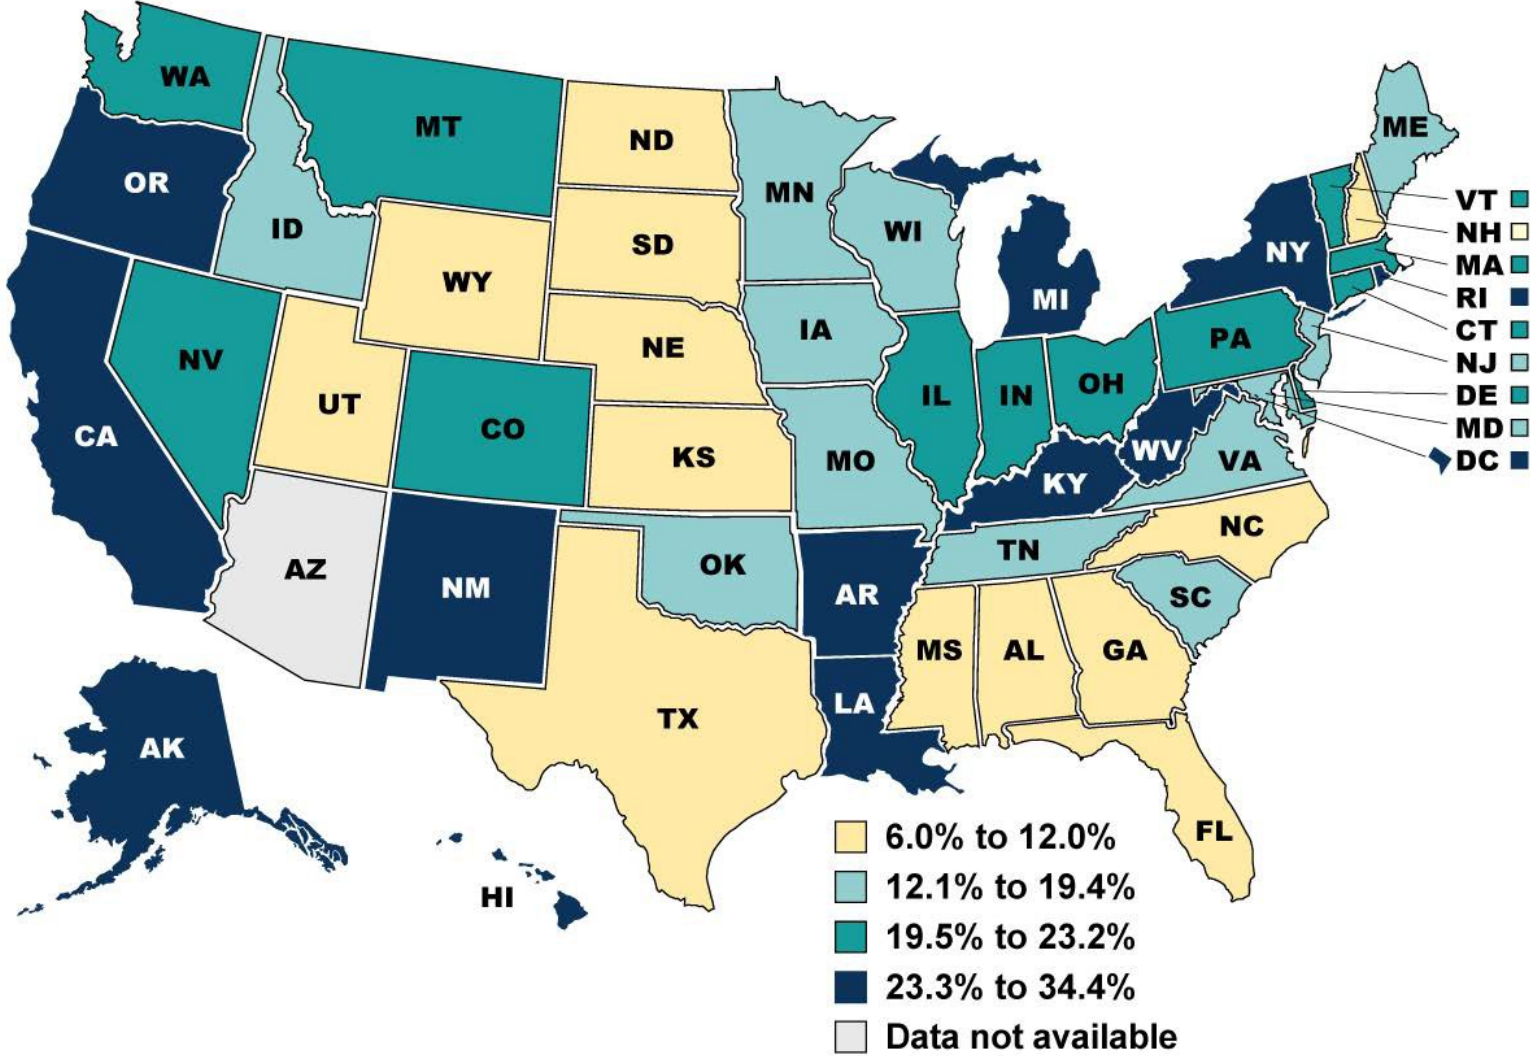 WA
MT
ND
MN
ME
OR
ID
SD
WI
VT
NH
NY
MA
WY
MI
RI
CT
NE
IA
PA
NJ
NV
UT
CO
IL
IN
OH
DE
MD
CA
KS
MO
WV
VA
DC
KY
NC
TN
AZ
NM
OK
AR
SC
MS
AL
GA
LA
TX
AK
FL
HI
6.0% to 12.0%
12.1% to 19.4%
19.5% to 23.2%
23.3% to 34.4%
Data not available